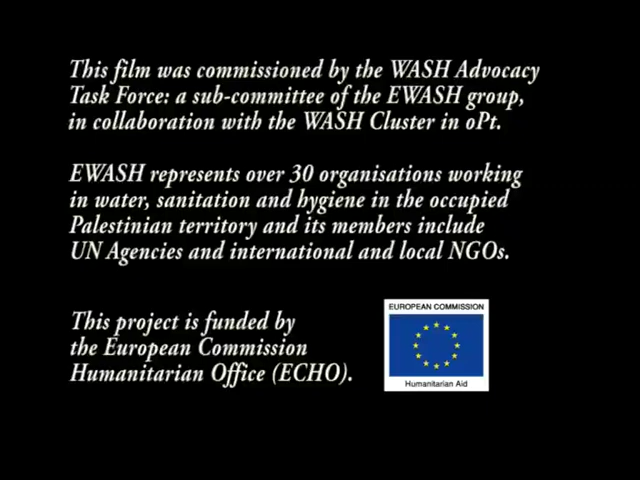 This film was commissioned by the WASH Advocacy
Task Force: a sub-committee of the EWASH group,
in collaboration with the WASH Cluster in oPt.
EWASH represents over 30 organisations working
in water, sanitation and hygiene in the occupied
Palestinian territory and its members include
UN Agencies and international and local NGOs.
This project is funded by
the European Commission
Humanitarian Office (ECHO).
EUROPEAN COMMISSION
Humanitarian Aid